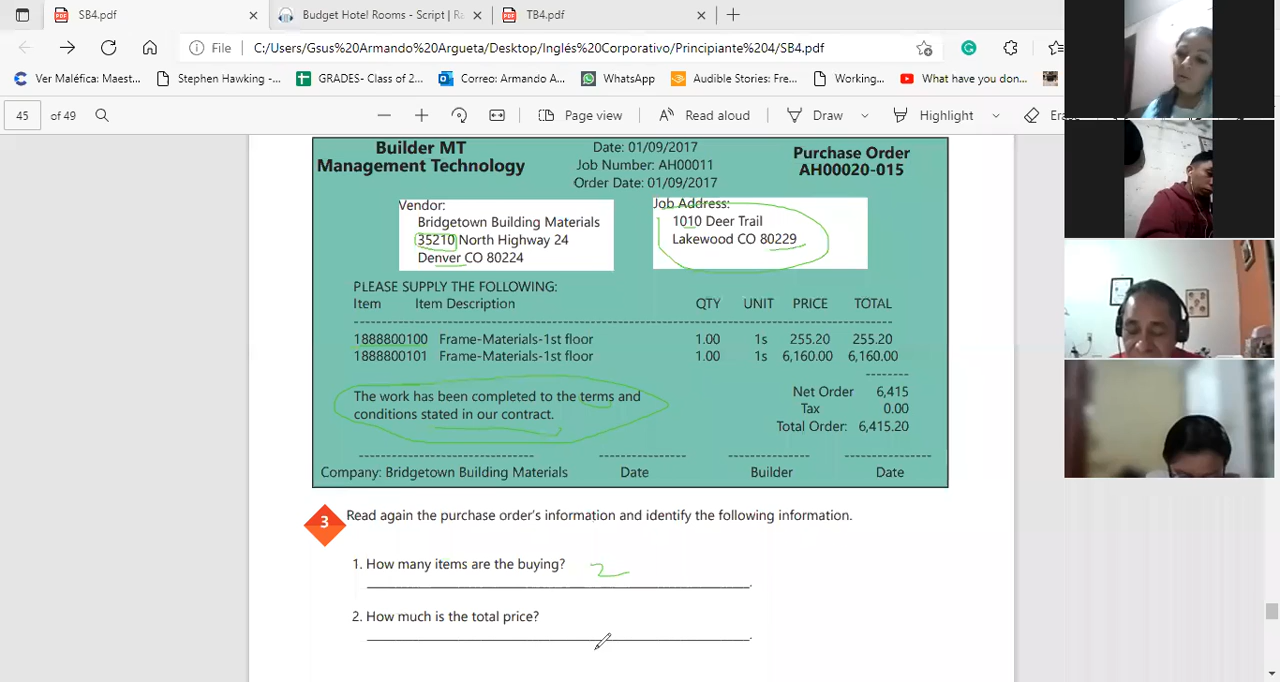 SB4.pdf
Budget Hotel Rooms - Script | Ra
TB4.pdf
File
C:/Users/Gsus%20Armando%20Argueta/Desktop/Inglés%20Corporativo/Principiante%204/SB4.pdf
Ver Maléfica: Maest...
Stephen Hawking -...
GRADES- Class of 2...
Correo: Armando A...
WhatsApp
Audible Stories: Fre...
Working...
What have you don...
45
of 49
Page view
Read aloud
Draw
Highlight
Era
Builder MT
Management Technology
Date: 01/09/2017
Job Number: AH00011
Order Date: 01/09/2017
Purchase Order
AH00020-015
Vendor:
Bridgetown Building Materials
35210 North Highway 24
Denver CO 80224
Job Address:
1010 Deer Trail
Lakewood CO 80229
PLEASE SUPPLY THE FOLLOWING:
Item Item Description QTY UNIT PRICE TOTAL
1888800100 Frame-Materials-1st floor 1.00 1s 255.20 255.20
1888800101 Frame-Materials-1st floor 1.00 1s 6,160.00 6,160.00
The work has been completed to the terms and
conditions stated in our contract.
Net Order 6,415
Tax 0.00
Total Order: 6,415.20
Company: Bridgetown Building Materials Date Builder Date
3 Read again the purchase order's information and identify the following information.
1. How many items are the buying? 2
2. How much is the total price?